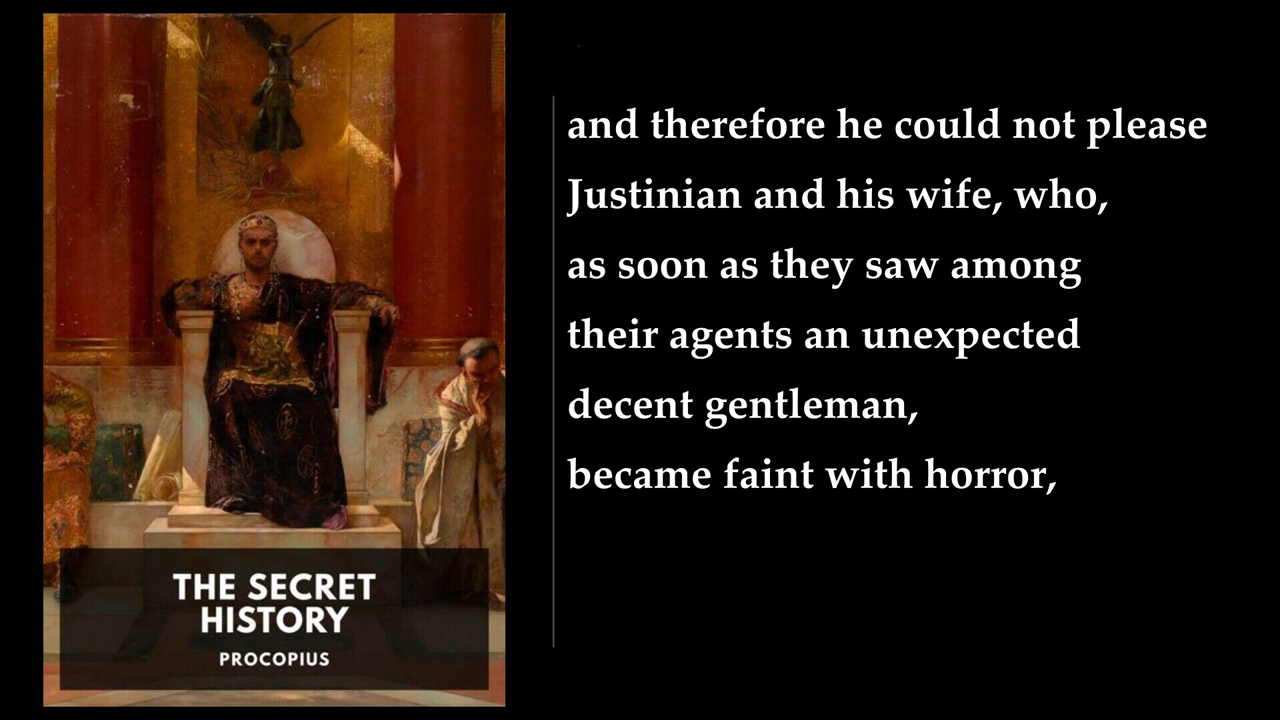 and therefore he could not please
Justinian and his wife, who,
as soon as they saw among
their agents an unexpected
decent gentleman,
became faint with horror,
THE SECRET
HISTORY
PROCOPIUS